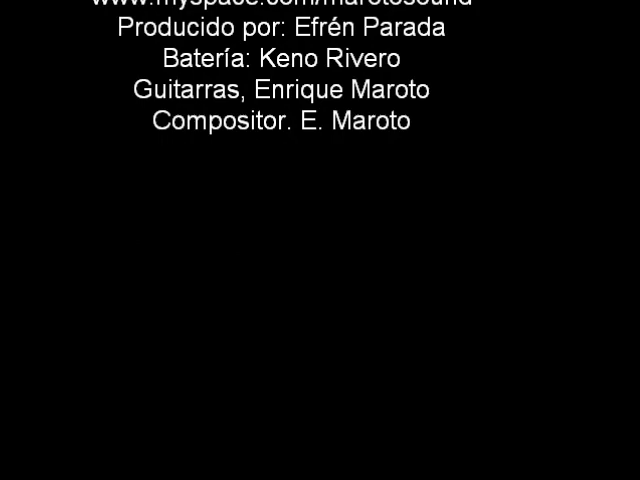 www.myspace.com/marotosound
Producido por: Efrén Parada
Batería: Keno Rivero
Guitarras, Enrique Maroto
Compositor. E. Maroto